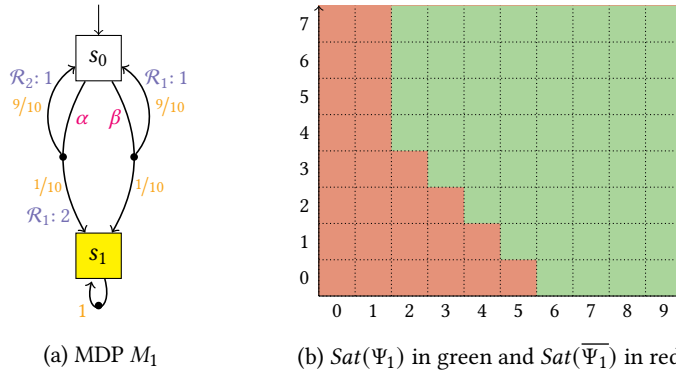 s₀
ℛ₂: 1
ℛ₁: 1
9/10
9/10
α
β
1/10
1/10
ℛ₁: 2
s₁
1
(a) MDP M₁
7
6
5
4
3
2
1
0
0 1 2 3 4 5 6 7 8 9
(b) Sat(Ψ₁) in green and Sat(Ψ̅₁̅) in red